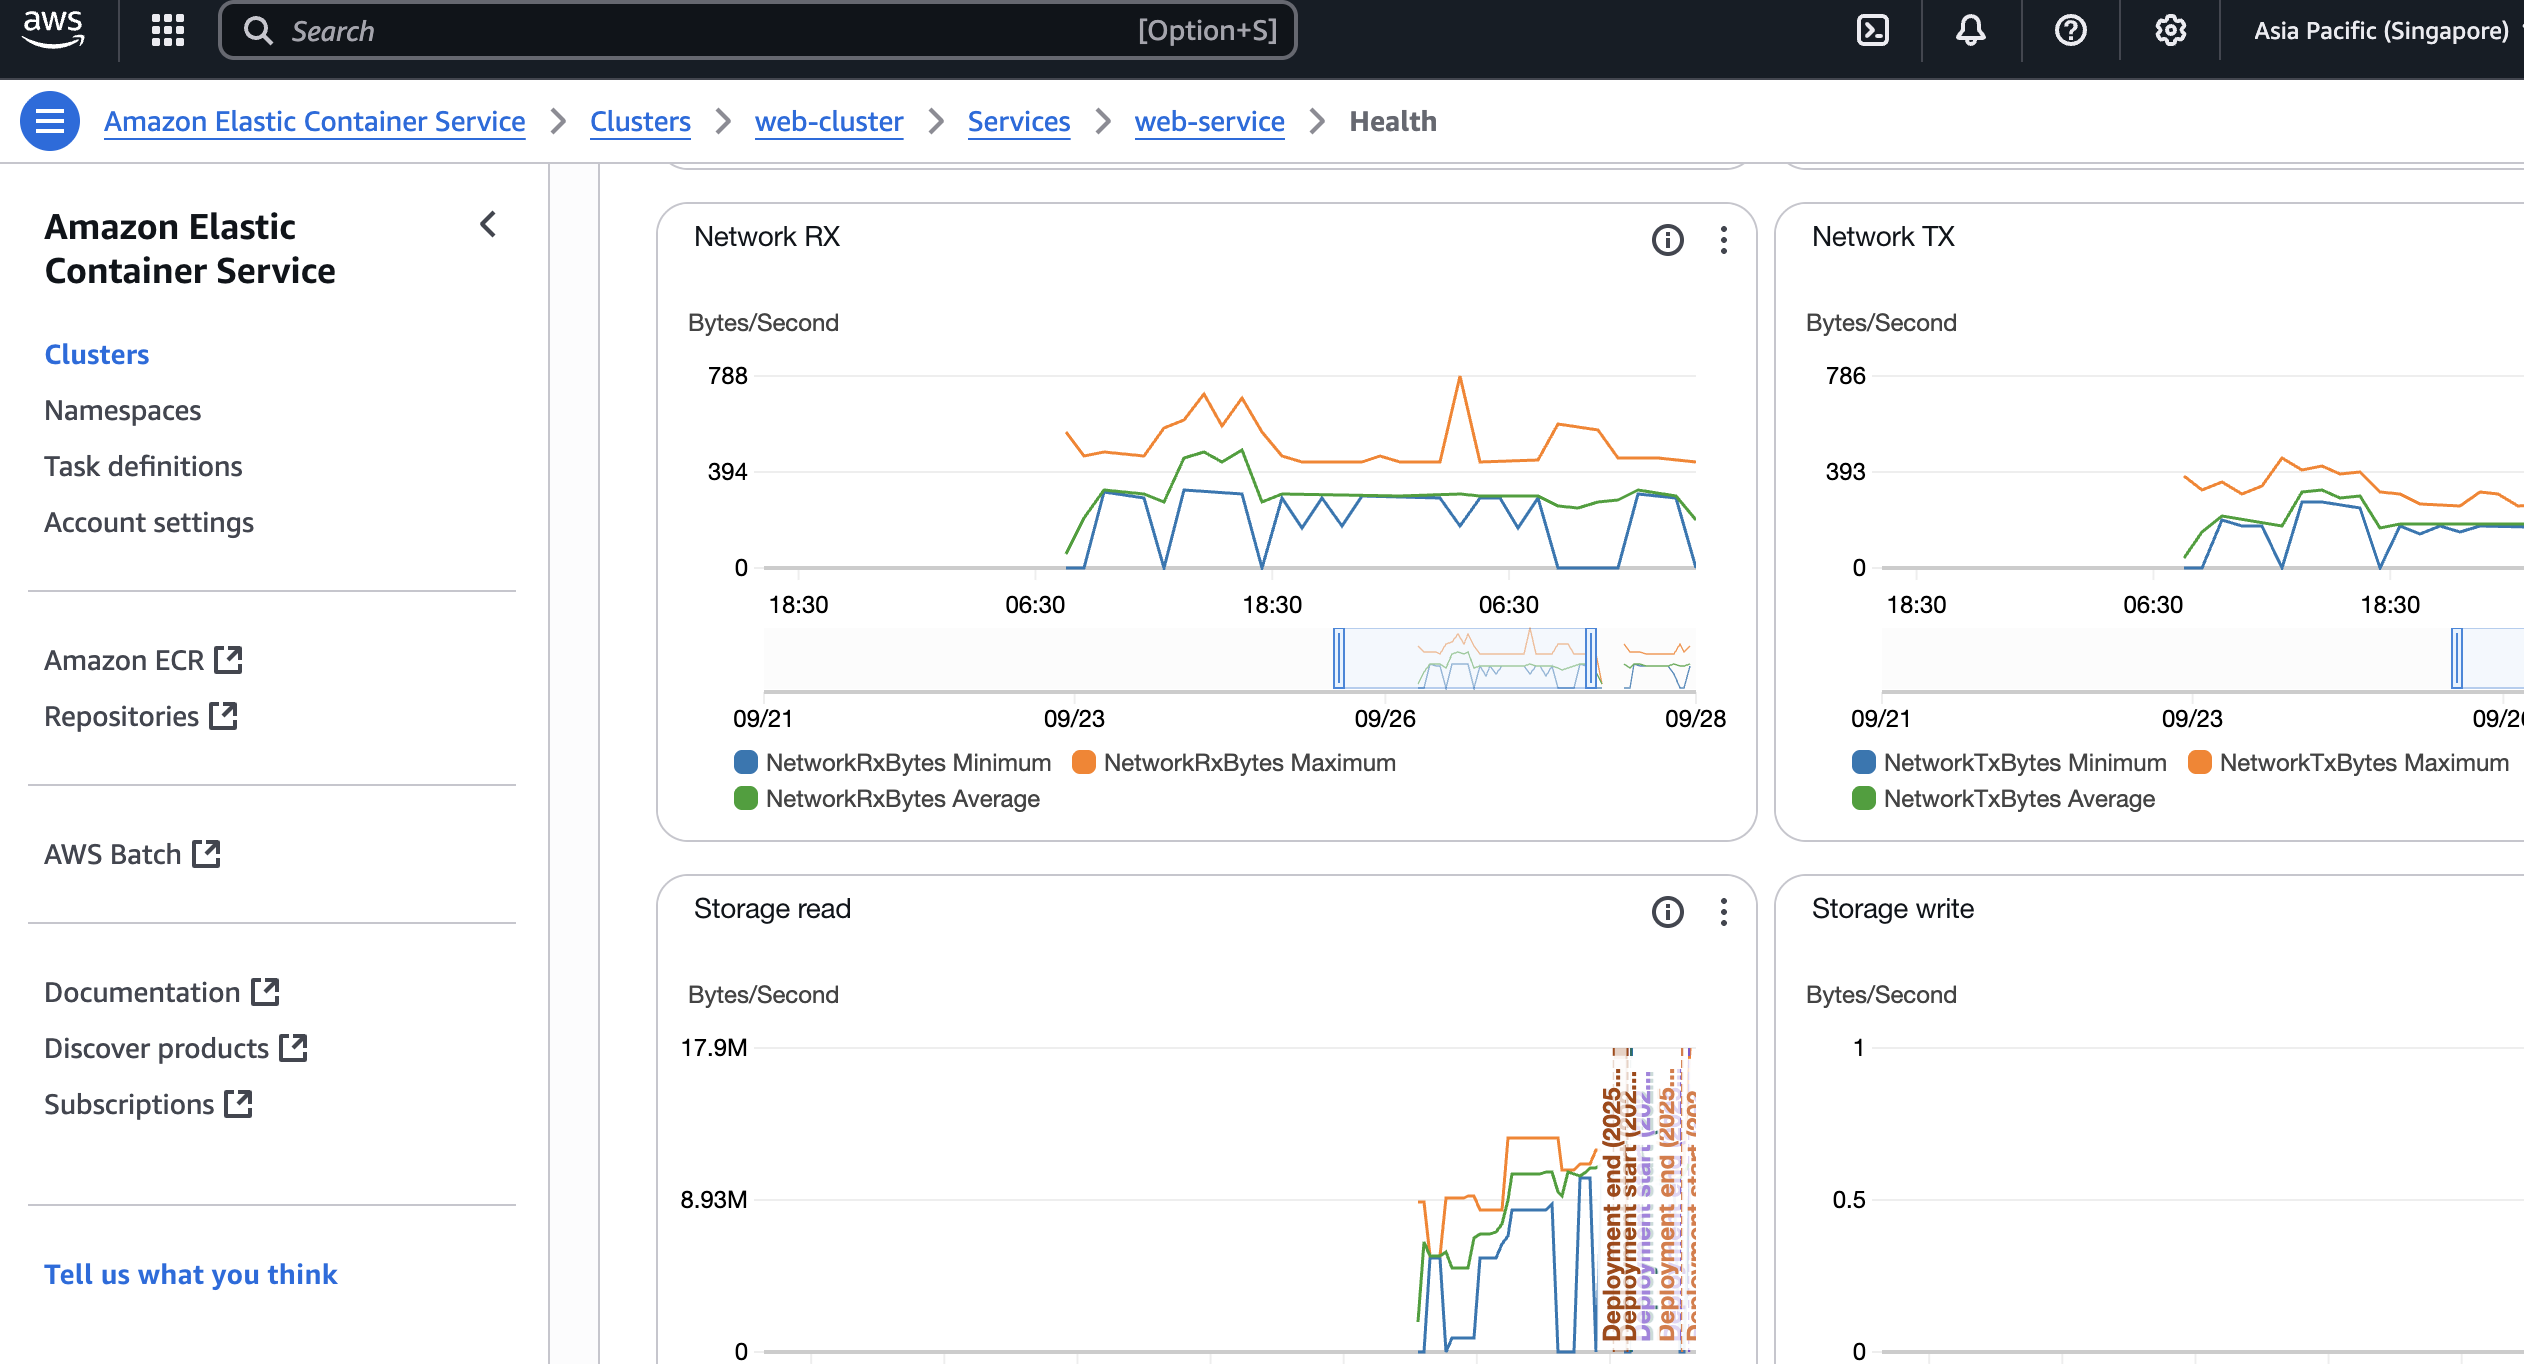 aws
Search
[Option+S]
Asia Pacific (Singapore)
Amazon Elastic Container Service
Clusters
web-cluster
Services
web-service
Health
Amazon Elastic
Container Service
Clusters
Namespaces
Task definitions
Account settings
Amazon ECR
Repositories
AWS Batch
Documentation
Discover products
Subscriptions
Tell us what you think
Network RX
Bytes/Second
788
394
0
18:30 06:30 18:30 06:30
09/21 09/23 09/26 09/28
NetworkRxBytes Minimum NetworkRxBytes Maximum
NetworkRxBytes Average
Network TX
Bytes/Second
786
393
0
18:30 06:30 18:30
09/21 09/23 09/2
NetworkTxBytes Minimum NetworkTxBytes Maximum
NetworkTxBytes Average
Storage read
Bytes/Second
17.9M
8.93M
0
Deployment end (2025...
Deployment start (202...
Deployment start (202...
Deployment end (2025...
Deployment start (202
Storage write
Bytes/Second
1
0.5
0